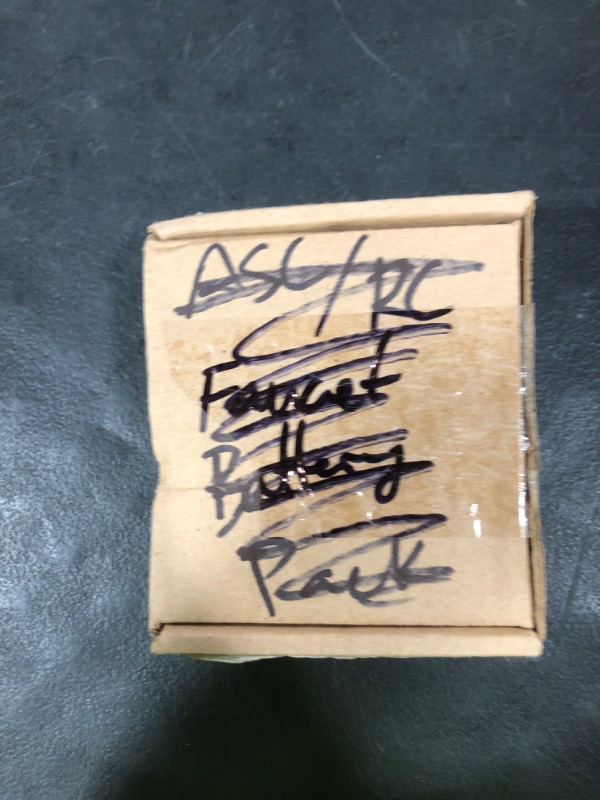 ASC/RC
Faucet
Battery
Pack